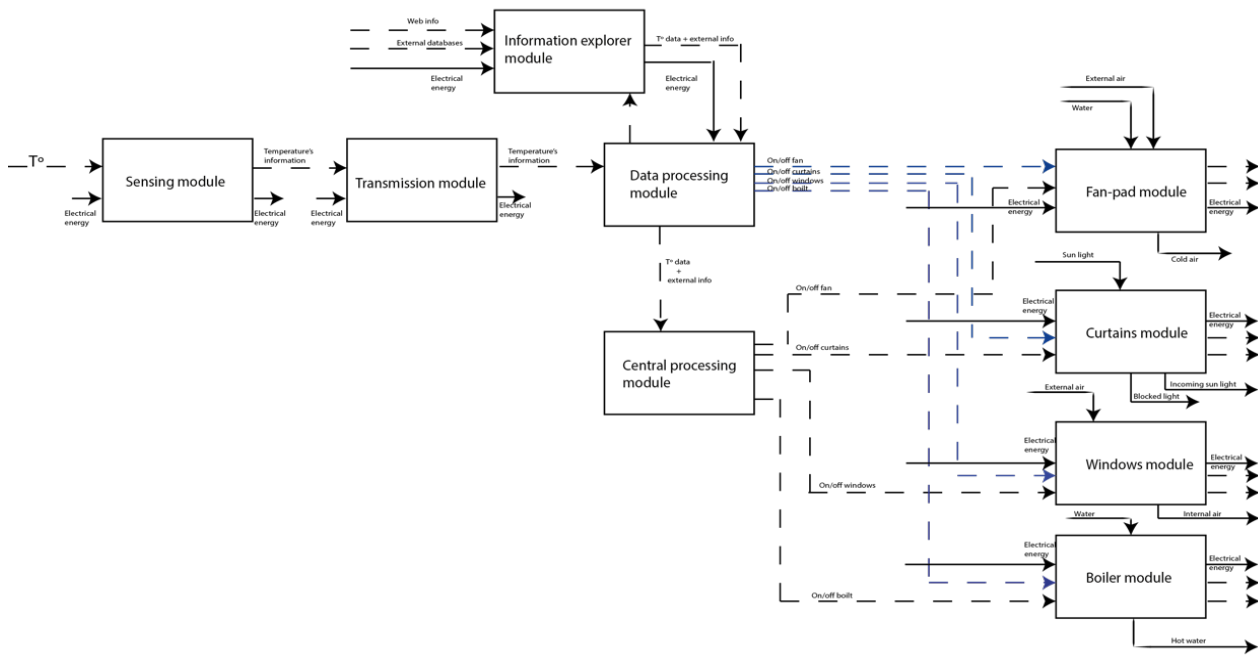 Web info
External databases
Electrical
energy
Information explorer
module
Tº data + external info
Electrical
energy
External air
Water
Tº
Electrical
energy
Sensing module
Temperature's
information
Electrical
energy
Electrical
energy
Transmission module
Temperature's
information
Electrical
energy
Data processing
module
On/off fan
On/off curtains
On/off windows
On/off boilt
Electrical
energy
Fan-pad module
Electrical
energy
Cold air
Tº data
+
external info
Sun light
On/off fan
Electrical
energy
Curtains module
Electrical
energy
On/off curtains
Central processing
module
Incoming sun light
Blocked light
External air
Electrical
energy
Windows module
Electrical
energy
On/off windows
Internal air
Water
Electrical
energy
Boiler module
Electrical
energy
On/off boilt
Hot water